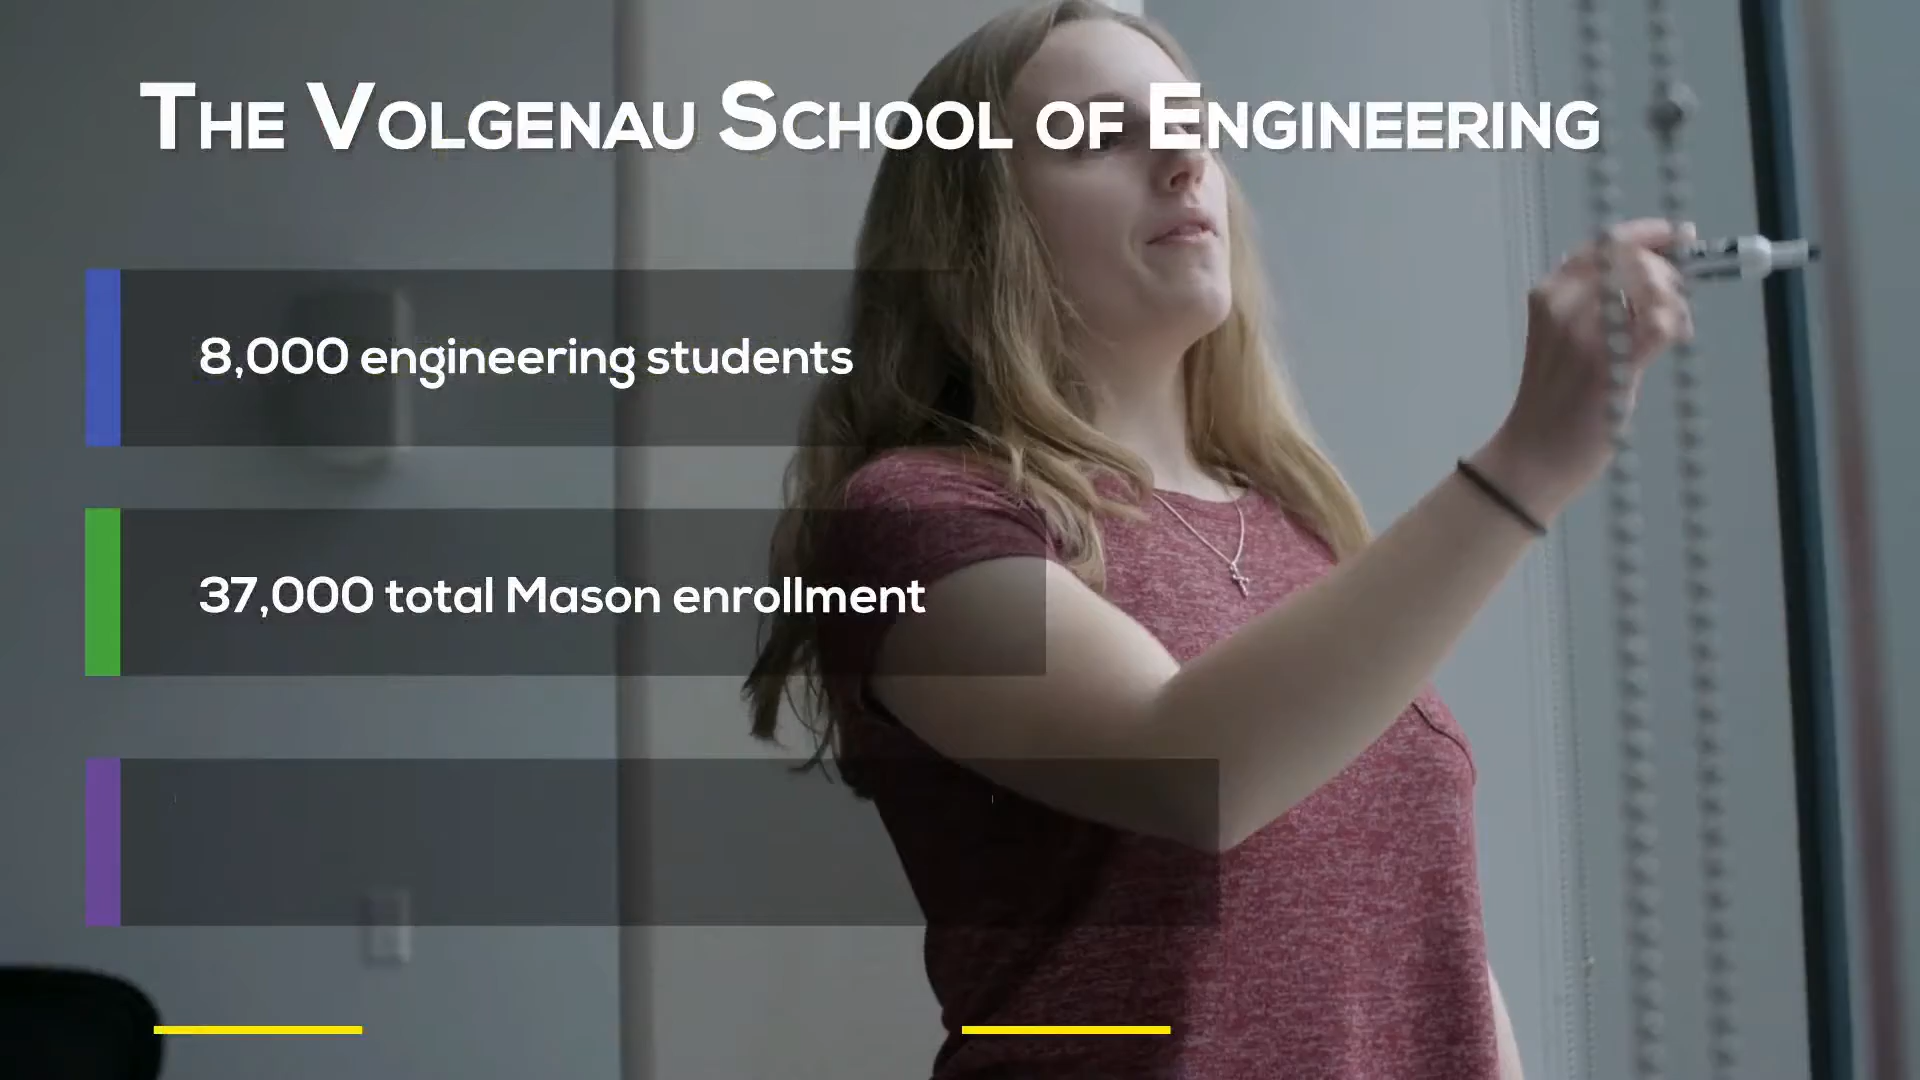 The Volgenau School of Engineering
8,000 engineering students
37,000 total Mason enrollment